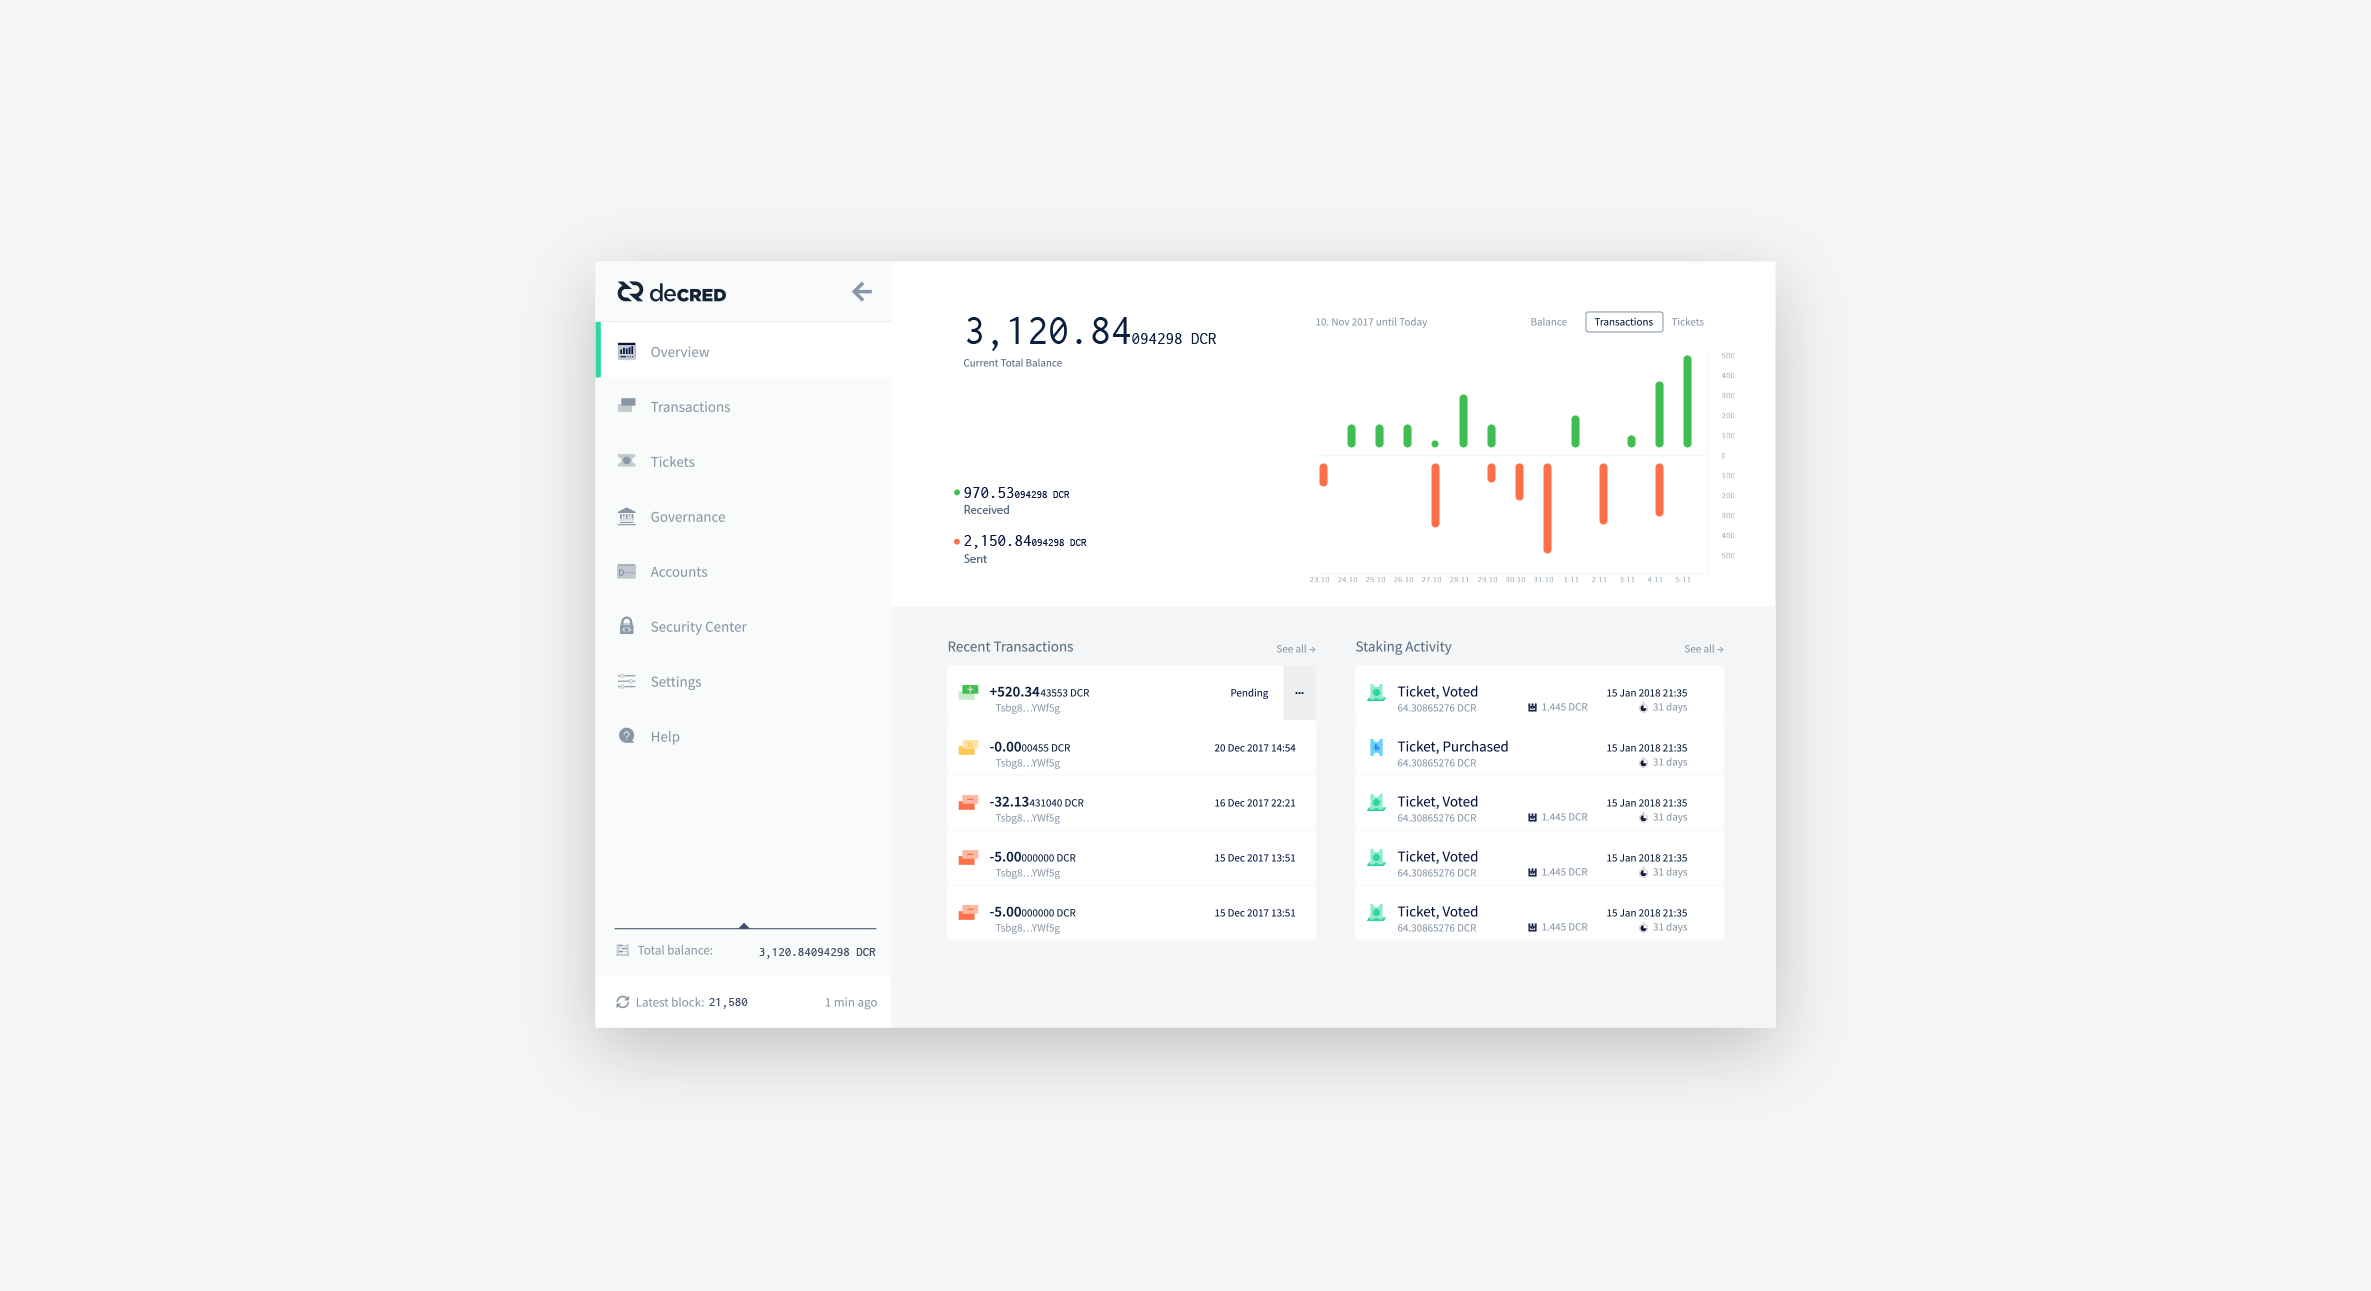 decRED
Overview
Transactions
Tickets
Governance
Accounts
Security Center
Settings
Help
Total balance: 3,120.84094298 DCR
Latest block: 21,580 1 min ago
3,120.84094298 DCR
Current Total Balance
970.53094298 DCR
Received
2,150.84094298 DCR
Sent
10. Nov 2017 until Today
Balance Transactions Tickets
500
400
300
200
100
0
100
200
300
400
500
23.10 24.10 25.10 26.10 27.10 28.11 29.10 30.10 31.10 1.11 2.11 3.11 4.11 5.11
Recent Transactions See all →
+520.3443553 DCR Pending ...
Tsbg8...YWf5g
-0.0000455 DCR 20 Dec 2017 14:54
Tsbg8...YWf5g
-32.13431040 DCR 16 Dec 2017 22:21
Tsbg8...YWf5g
-5.00000000 DCR 15 Dec 2017 13:51
Tsbg8...YWf5g
-5.00000000 DCR 15 Dec 2017 13:51
Tsbg8...YWf5g
Staking Activity See all →
Ticket, Voted 15 Jan 2018 21:35
64.30865276 DCR 1.445 DCR 31 days
Ticket, Purchased 15 Jan 2018 21:35
64.30865276 DCR 31 days
Ticket, Voted 15 Jan 2018 21:35
64.30865276 DCR 1.445 DCR 31 days
Ticket, Voted 15 Jan 2018 21:35
64.30865276 DCR 1.445 DCR 31 days
Ticket, Voted 15 Jan 2018 21:35
64.30865276 DCR 1.445 DCR 31 days